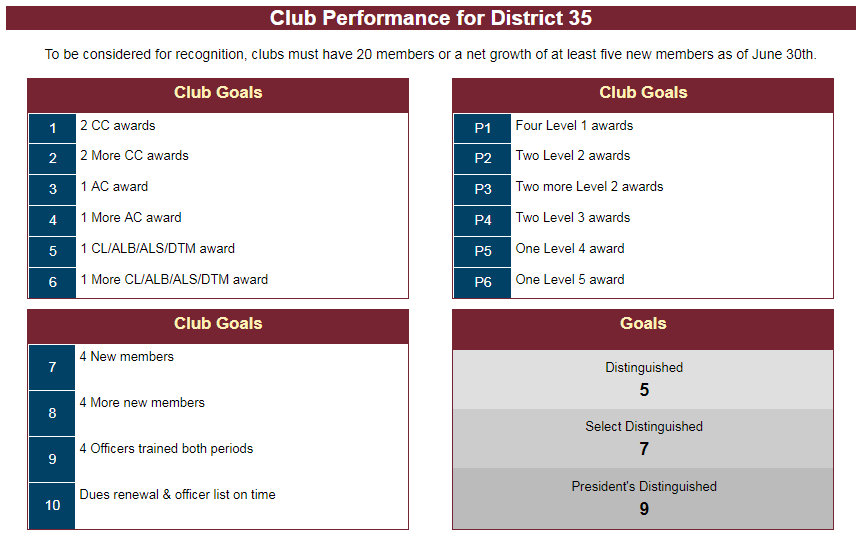 Club Performance for District 35
To be considered for recognition, clubs must have 20 members or a net growth of at least five new members as of June 30th.
Club Goals
1 2 CC awards
2 2 More CC awards
3 1 AC award
4 1 More AC award
5 1 CL/ALB/ALS/DTM award
6 1 More CL/ALB/ALS/DTM award
Club Goals
P1 Four Level 1 awards
P2 Two Level 2 awards
P3 Two more Level 2 awards
P4 Two Level 3 awards
P5 One Level 4 award
P6 One Level 5 award
Club Goals
7 4 New members
8 4 More new members
9 4 Officers trained both periods
10 Dues renewal & officer list on time
Goals
Distinguished
5
Select Distinguished
7
President's Distinguished
9